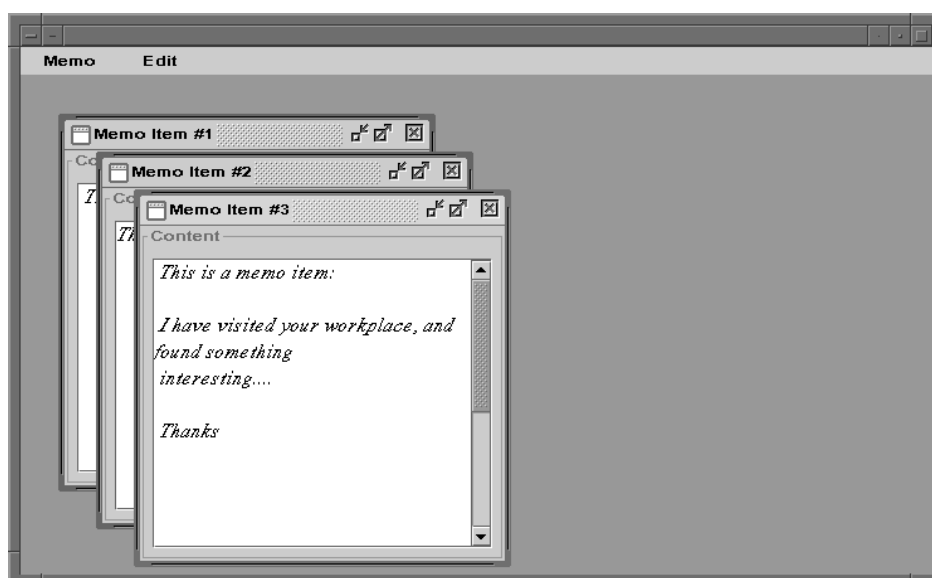 Memo Edit
Memo Item #1
Memo Item #2
Memo Item #3
Content
This is a memo item:
I have visited your workplace, and
found something
interesting....
Thanks